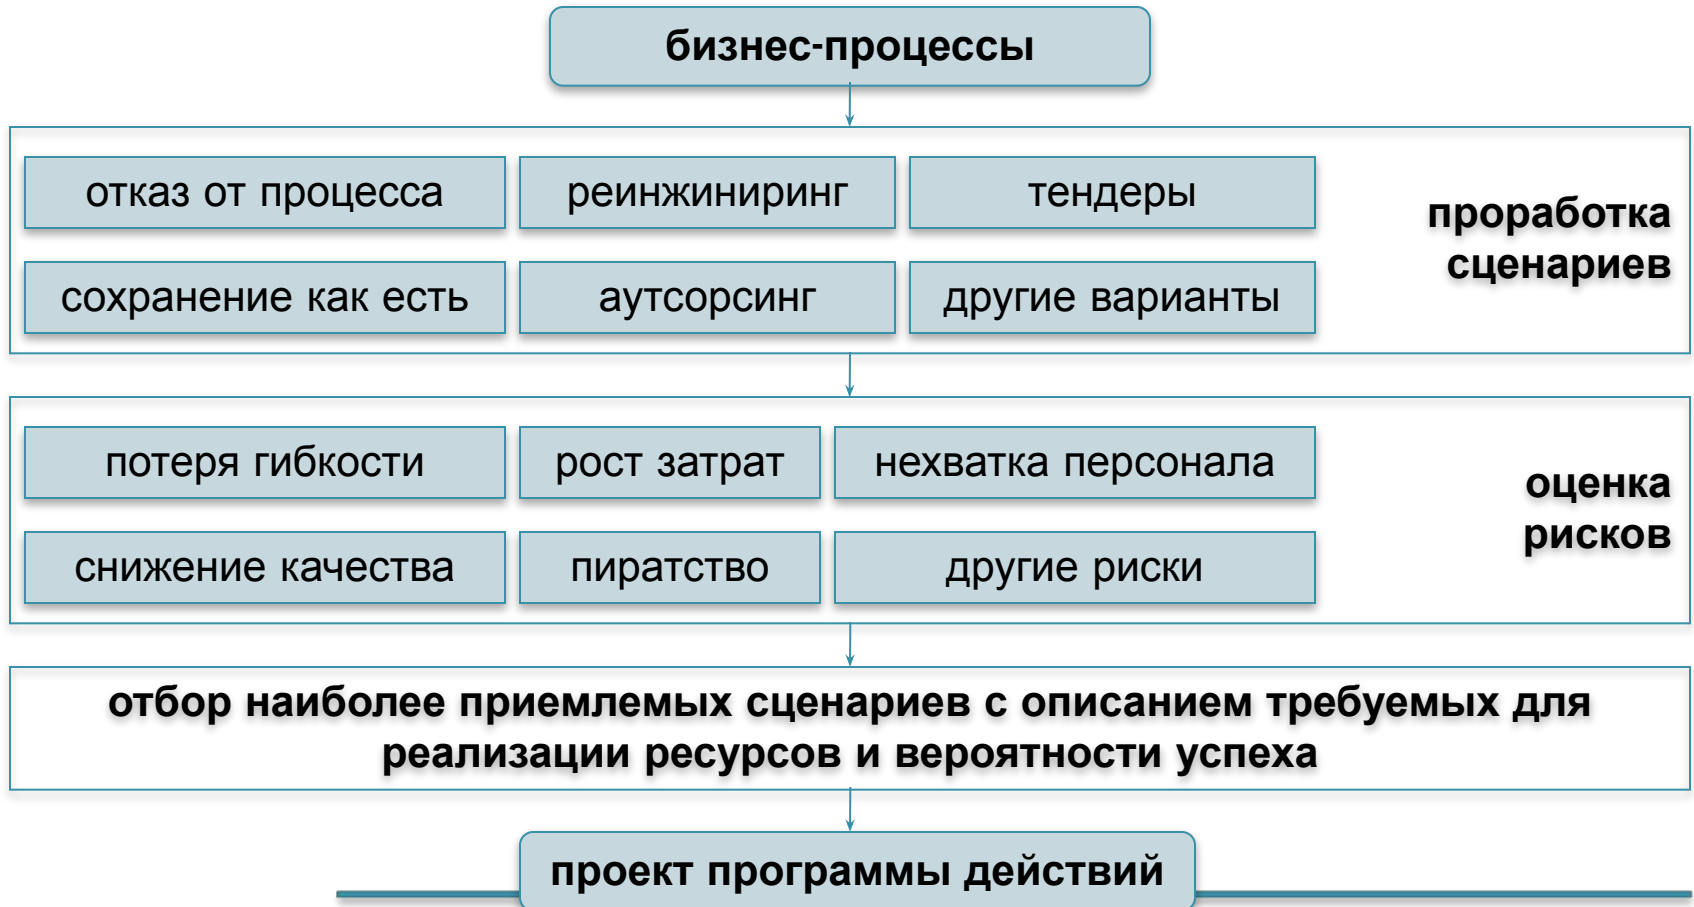 бизнес-процессы
отказ от процесса
реинжиниринг
тендеры
сохранение как есть
аутсорсинг
другие варианты
проработка
сценариев
потеря гибкости
рост затрат
нехватка персонала
снижение качества
пиратство
другие риски
оценка
рисков
отбор наиболее приемлемых сценариев с описанием требуемых для
реализации ресурсов и вероятности успеха
проект программы действий